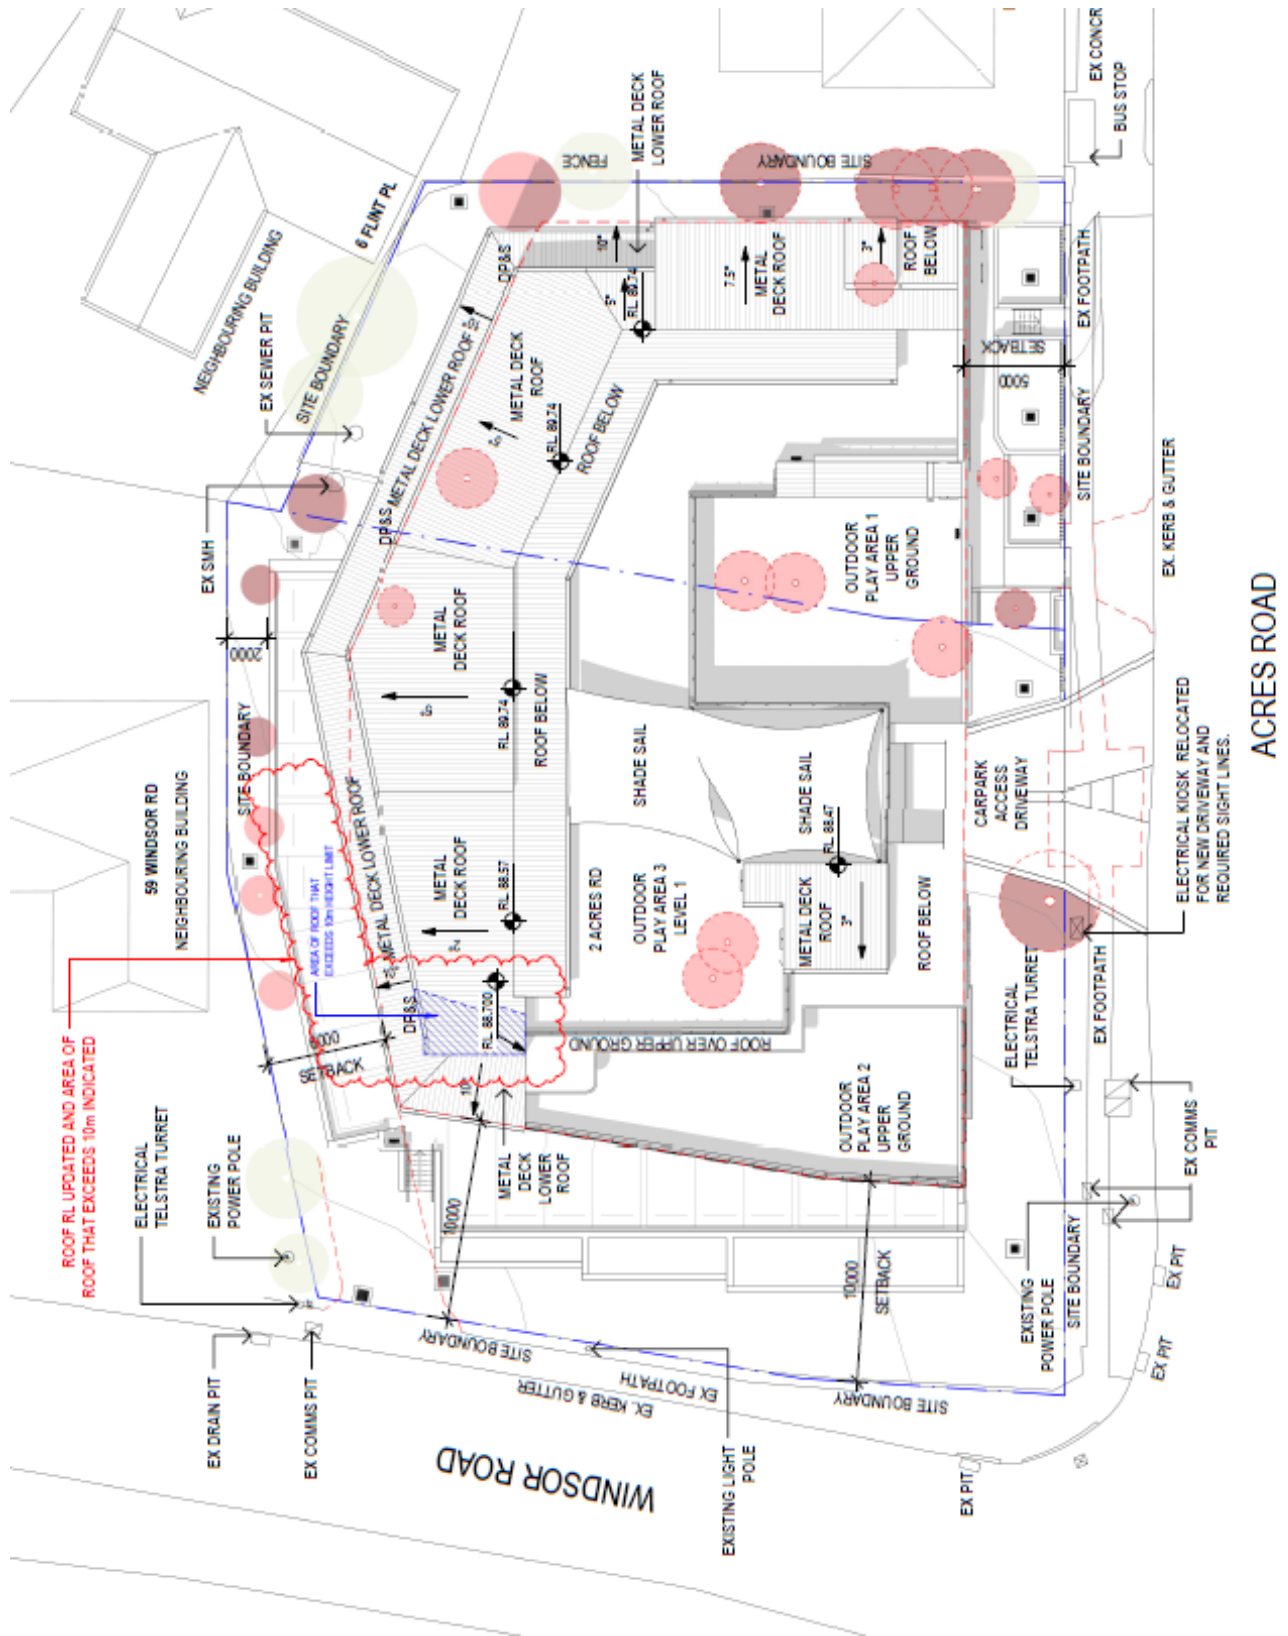 ROOF RL UPDATED AND AREA OF
ROOF THAT EXCEEDS 10m INDICATED
59 WINDSOR RD
NEIGHBOURING BUILDING
NEIGHBOURING BUILDING
6 FLINT PL
EX SEWER PIT
EX SMH
SITE BOUNDARY
SITE BOUNDARY
2000
AREA OF ROOF THAT
EXCEEDS 10m HEIGHT LIMIT
METAL DECK LOWER ROOF
METAL DECK LOWER ROOF
DP&S
DP&S
DP&S
FENCE
METAL DECK
LOWER ROOF
SITE BOUNDARY
EX CONCR
BUS STOP
10°
5°
RL. 89.74
7.5°
METAL
DECK ROOF
3°
ROOF
BELOW
METAL DECK
ROOF
RL. 89.74
ROOF BELOW
METAL
DECK ROOF
RL. 89.74
ROOF BELOW
METAL
DECK ROOF
RL. 88.57
RL. 88.700
SETBACK
10°
METAL
DECK
LOWER
ROOF
ELECTRICAL
TELSTRA TURRET
EXISTING
POWER POLE
EX DRAIN PIT
EX COMMS PIT
2 ACRES RD
OUTDOOR
PLAY AREA 3
LEVEL 1
SHADE SAIL
SHADE SAIL
RL. 88.47
METAL DECK
ROOF
3°
ROOF BELOW
ROOF OVER UPPER GROUND
OUTDOOR
PLAY AREA 1
UPPER
GROUND
OUTDOOR
PLAY AREA 2
UPPER
GROUND
SETBACK
5000
EX FOOTPATH
SITE BOUNDARY
EX. KERB & GUTTER
CARPARK
ACCESS
DRIVEWAY
ELECTRICAL KIOSK RELOCATED
FOR NEW DRIVEWAY AND
REQUIRED SIGHT LINES.
ELECTRICAL
TELSTRA TURRET
EX FOOTPATH
EX COMMS
PIT
EXISTING
POWER POLE
SITE BOUNDARY
EX PIT
EX PIT
EX PIT
10000
10000
SETBACK
SITE BOUNDARY
SITE BOUNDARY
EX FOOTPATH
EX. KERB & GUTTER
EXISTING LIGHT
POLE
WINDSOR ROAD
ACRES ROAD